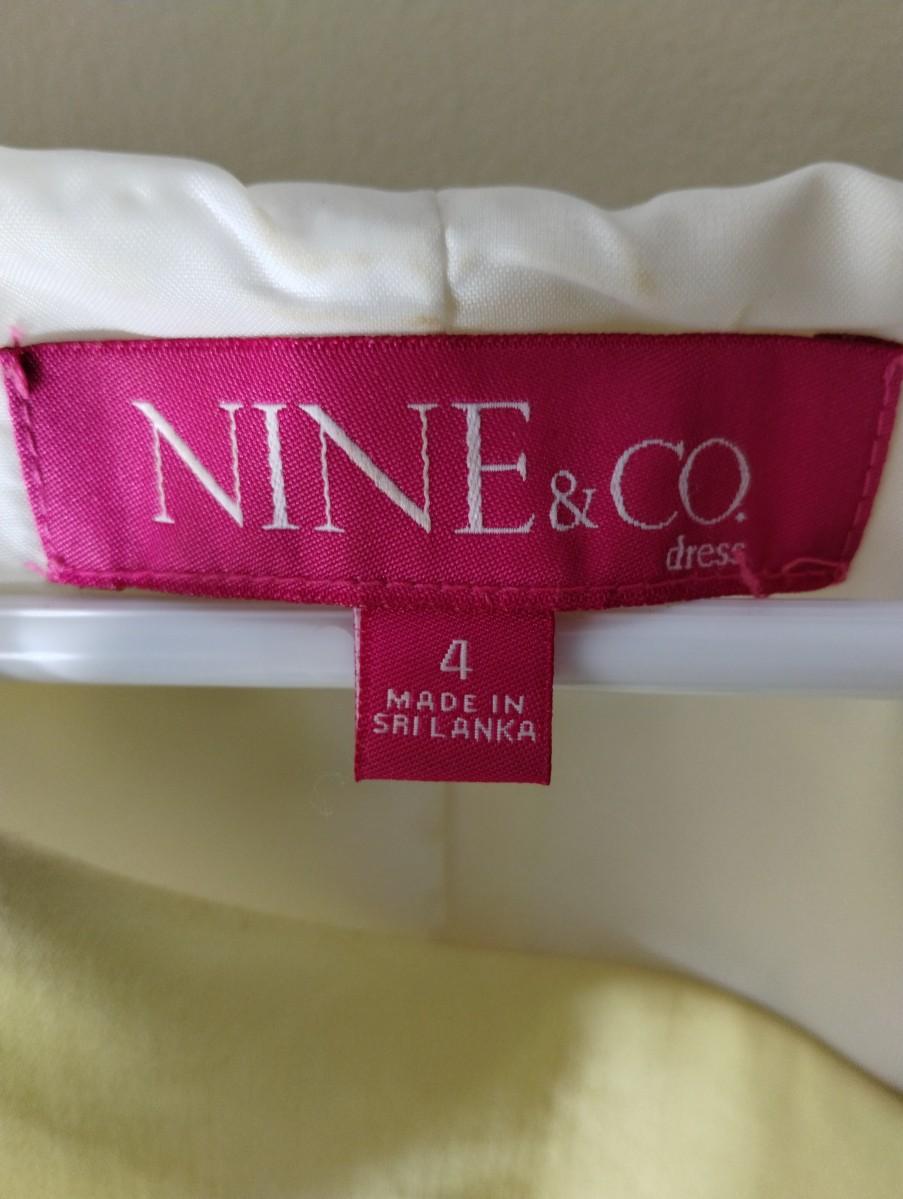 NINE & CO.
dress
4
MADE IN
SRI LANKA